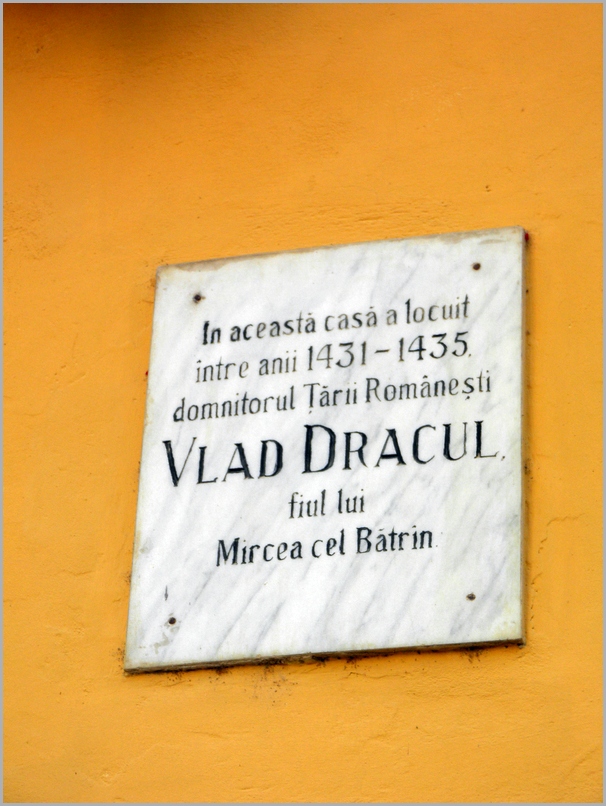 In această casă a locuit
între anii 1431-1435,
domnitorul Țării Românești
VLAD DRACUL,
fiul lui
Mircea cel Bătrîn.